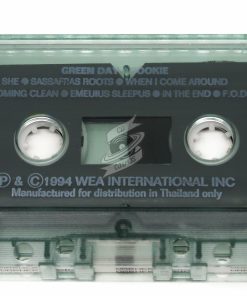 GREEN DAY DOOKIE
SHE • SASSAFRAS ROOTS • WHEN I COME AROUND
COMING CLEAN • EMENIUS SLEEPUS • IN THE END • F.O.D.
℗ & ©1994 WEA INTERNATIONAL INC
Manufactured for distribution in Thailand only